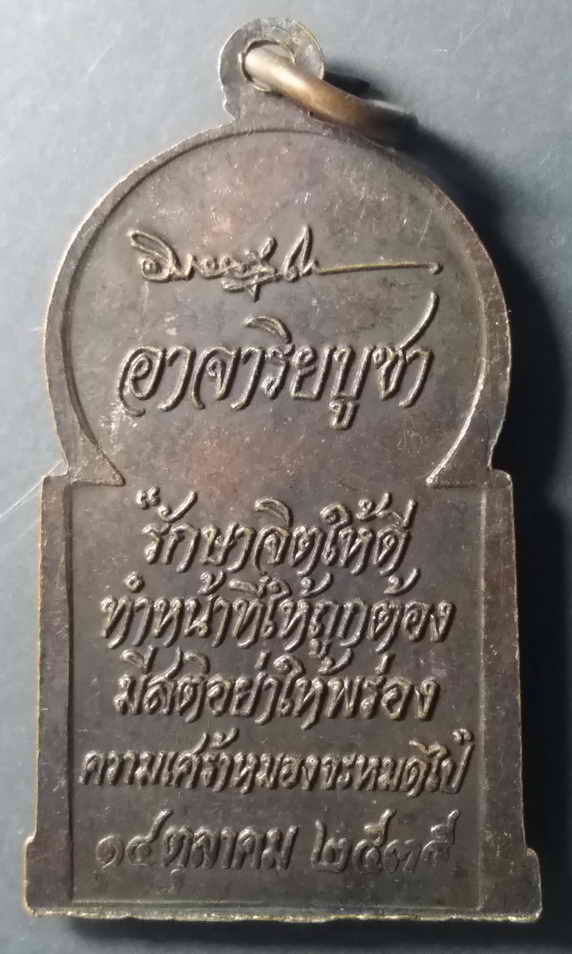 อาจาริยบูชา
รักษาจิตให้ดี
ทำหน้าที่ให้ถูกต้อง
มีสติอย่าให้พร่อง
ความเศร้าหมองจะหมดไป
๑๔ ตุลาคม ๒๕๓๕